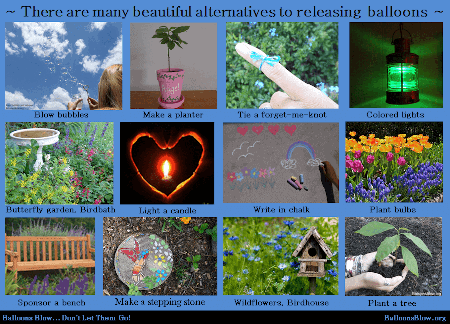 ~ There are many beautiful alternatives to releasing balloons ~
Blow bubbles
Make a planter
Tie a forget-me-knot
Colored lights
Butterfly garden, Birdbath
Light a candle
Write in chalk
Plant bulbs
Sponsor a bench
Make a stepping stone
Wildflowers, Birdhouse
Plant a tree
Balloons Blow... Don't Let Them Go!
BalloonsBlow.org